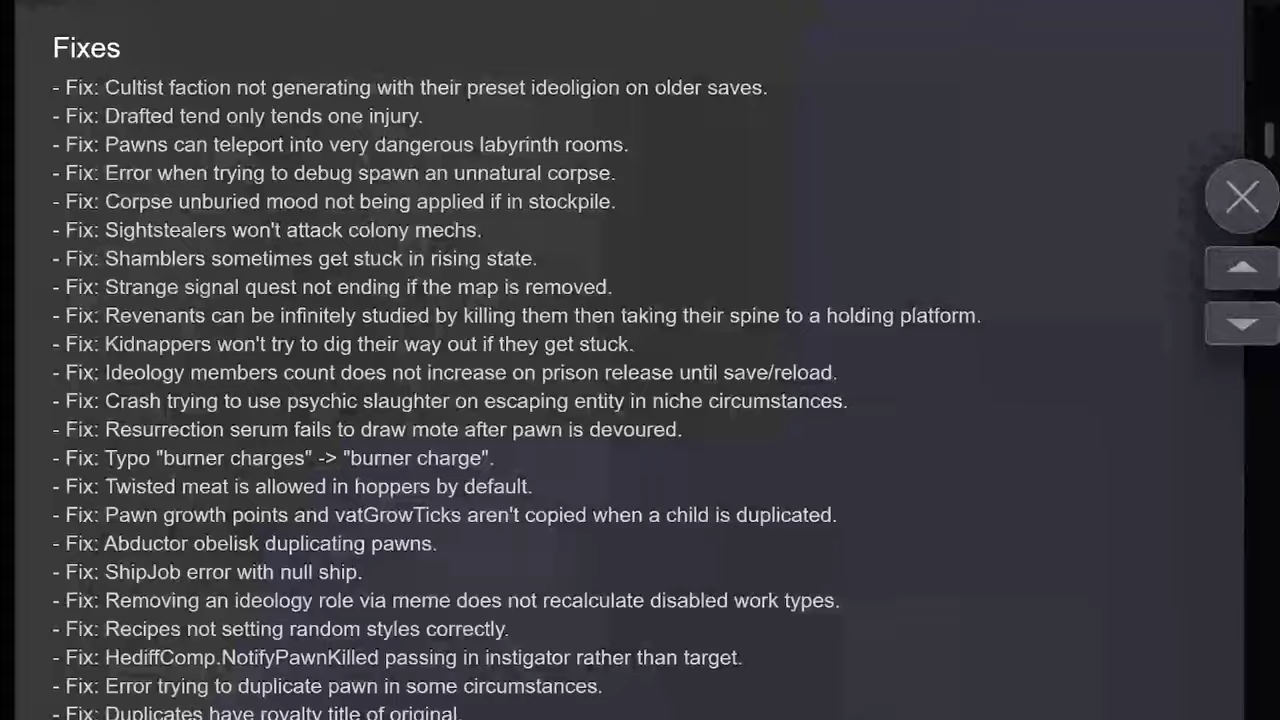 Fixes
- Fix: Cultist faction not generating with their preset ideoligion on older saves.
- Fix: Drafted tend only tends one injury.
- Fix: Pawns can teleport into very dangerous labyrinth rooms.
- Fix: Error when trying to debug spawn an unnatural corpse.
- Fix: Corpse unburied mood not being applied if in stockpile.
- Fix: Sightstealers won't attack colony mechs.
- Fix: Shamblers sometimes get stuck in rising state.
- Fix: Strange signal quest not ending if the map is removed.
- Fix: Revenants can be infinitely studied by killing them then taking their spine to a holding platform.
- Fix: Kidnappers won't try to dig their way out if they get stuck.
- Fix: Ideology members count does not increase on prison release until save/reload.
- Fix: Crash trying to use psychic slaughter on escaping entity in niche circumstances.
- Fix: Resurrection serum fails to draw mote after pawn is devoured.
- Fix: Typo "burner charges" -> "burner charge".
- Fix: Twisted meat is allowed in hoppers by default.
- Fix: Pawn growth points and vatGrowTicks aren't copied when a child is duplicated.
- Fix: Abductor obelisk duplicating pawns.
- Fix: ShipJob error with null ship.
- Fix: Removing an ideology role via meme does not recalculate disabled work types.
- Fix: Recipes not setting random styles correctly.
- Fix: HediffComp.NotifyPawnKilled passing in instigator rather than target.
- Fix: Error trying to duplicate pawn in some circumstances.
- Fix: Duplicates have royalty title of original.